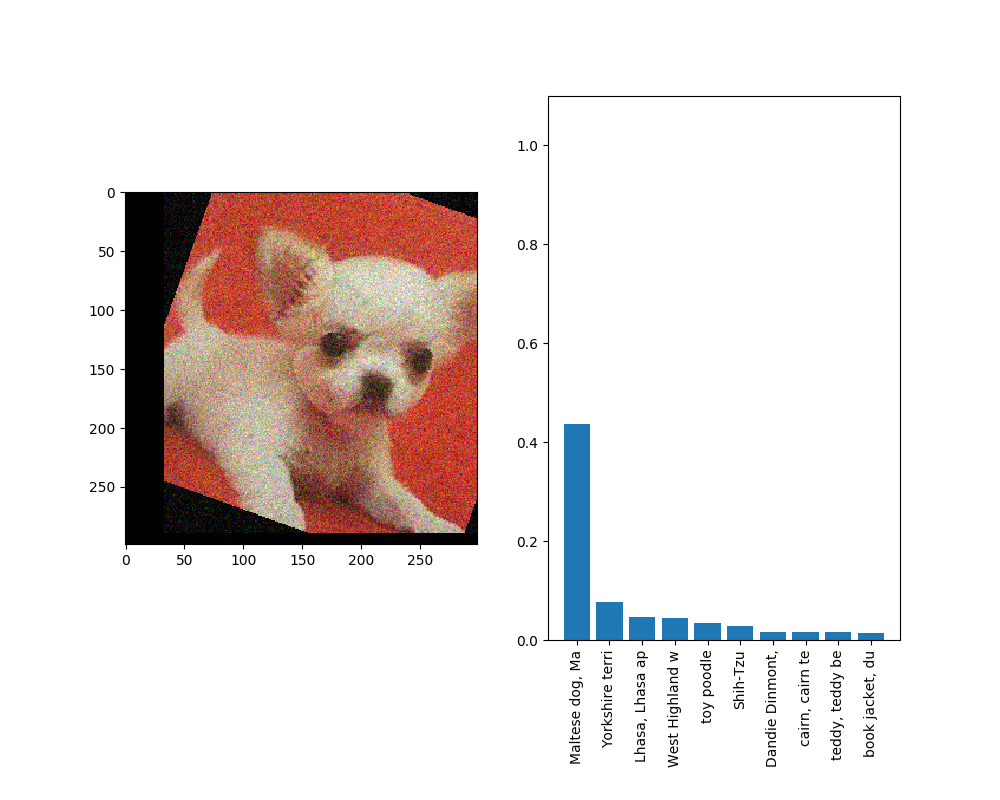 0
50
100
150
200
250
0 50 100 150 200 250
1.0
0.8
0.6
0.4
0.2
0.0
Maltese dog, Ma
Yorkshire terri
Lhasa, Lhasa ap
West Highland w
toy poodle
Shih-Tzu
Dandie Dinmont,
cairn, cairn te
teddy, teddy be
book jacket, du